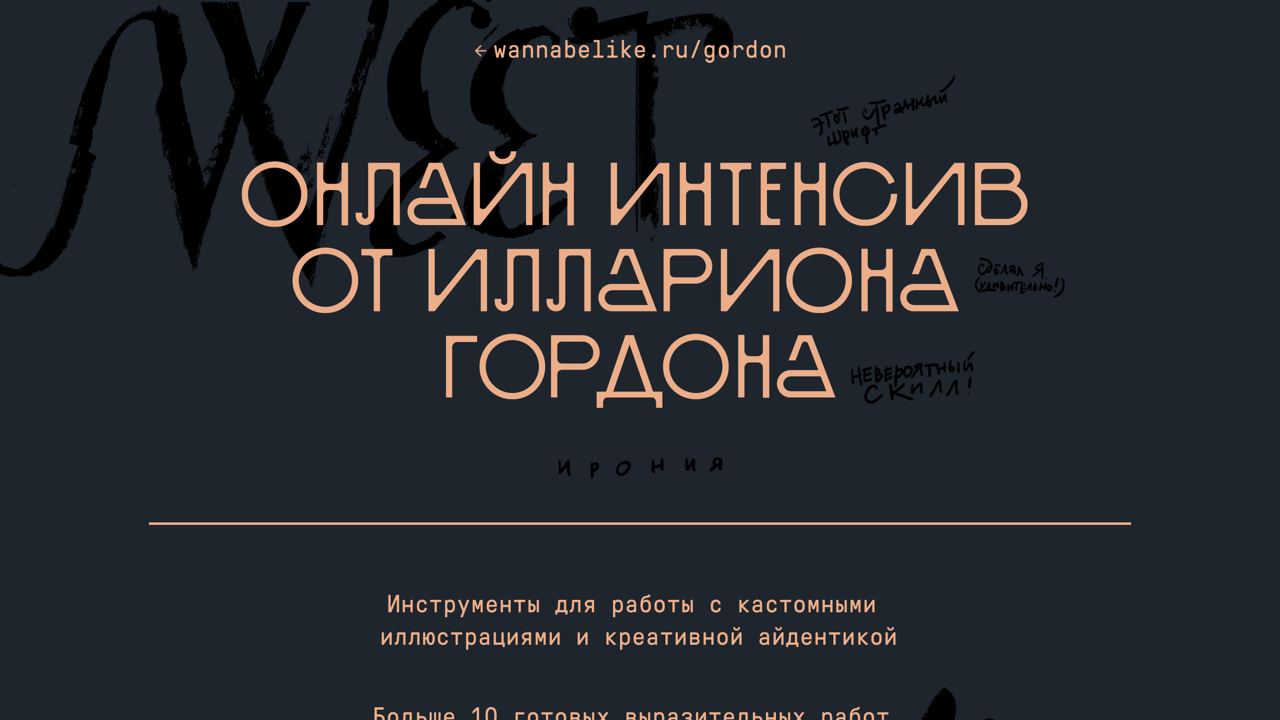 WEET
← wannabelike.ru/gordon
этот странный
шрифт
ОНЛАЙН ИНТЕНСИВ
ОТ ИЛЛАРИОНА
сделал я
(удивительно!)
ГОРДОНА
НЕВЕРОЯТНЫЙ
СКИЛЛ!
ИРОНИЯ
Инструменты для работы с кастомными
иллюстрациями и креативной айдентикой
Больше 10 готовых выразительных работ